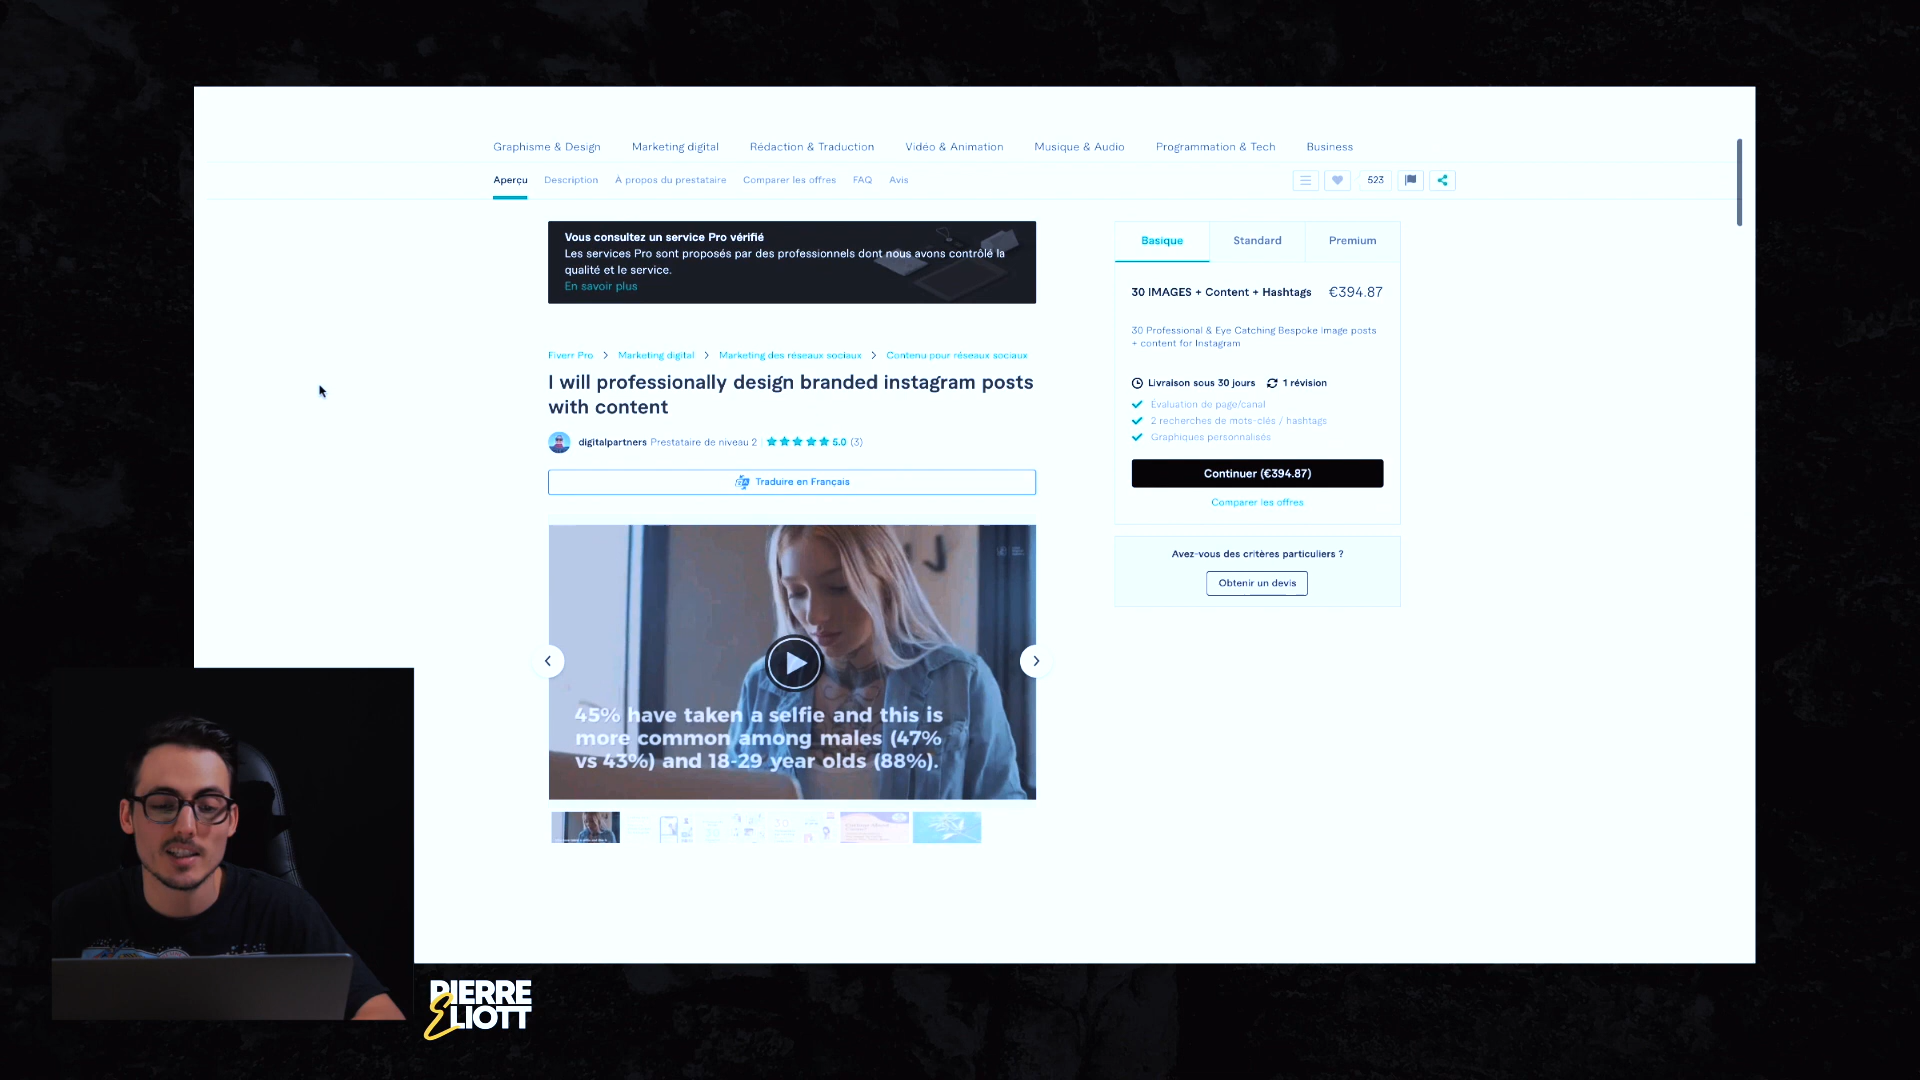 Graphisme & Design Marketing digital Rédaction & Traduction Vidéo & Animation Musique & Audio Programmation & Tech Business
Aperçu Description À propos du prestataire Comparer les offres FAQ Avis 523
Vous consultez un service Pro vérifié
Les services Pro sont proposés par des professionnels dont nous avons contrôlé la
qualité et le service.
En savoir plus
Fiverr Pro > Marketing digital > Marketing des réseaux sociaux > Contenu pour réseaux sociaux
I will professionally design branded instagram posts
with content
digitalpartners Prestataire de niveau 2 5.0 (3)
Traduire en Français
45% have taken a selfie and this is
more common among males (47%
vs 43%) and 18-29 year olds (88%).
Basique Standard Premium
30 IMAGES + Content + Hashtags €394.87
30 Professional & Eye Catching Bespoke Image posts
+ content for Instagram
Livraison sous 30 jours 1 révision
Évaluation de page/canal
2 recherches de mots-clés / hashtags
Graphiques personnalisés
Continuer (€394.87)
Comparer les offres
Avez-vous des critères particuliers ?
Obtenir un devis
PIERRE
ELIOTT